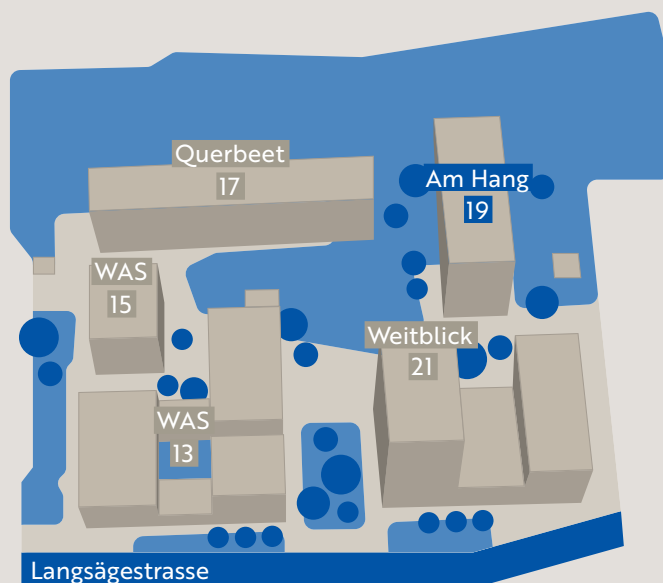 Querbeet
17
Am Hang
19
WAS
15
Weitblick
21
WAS
13
Langsägestrasse